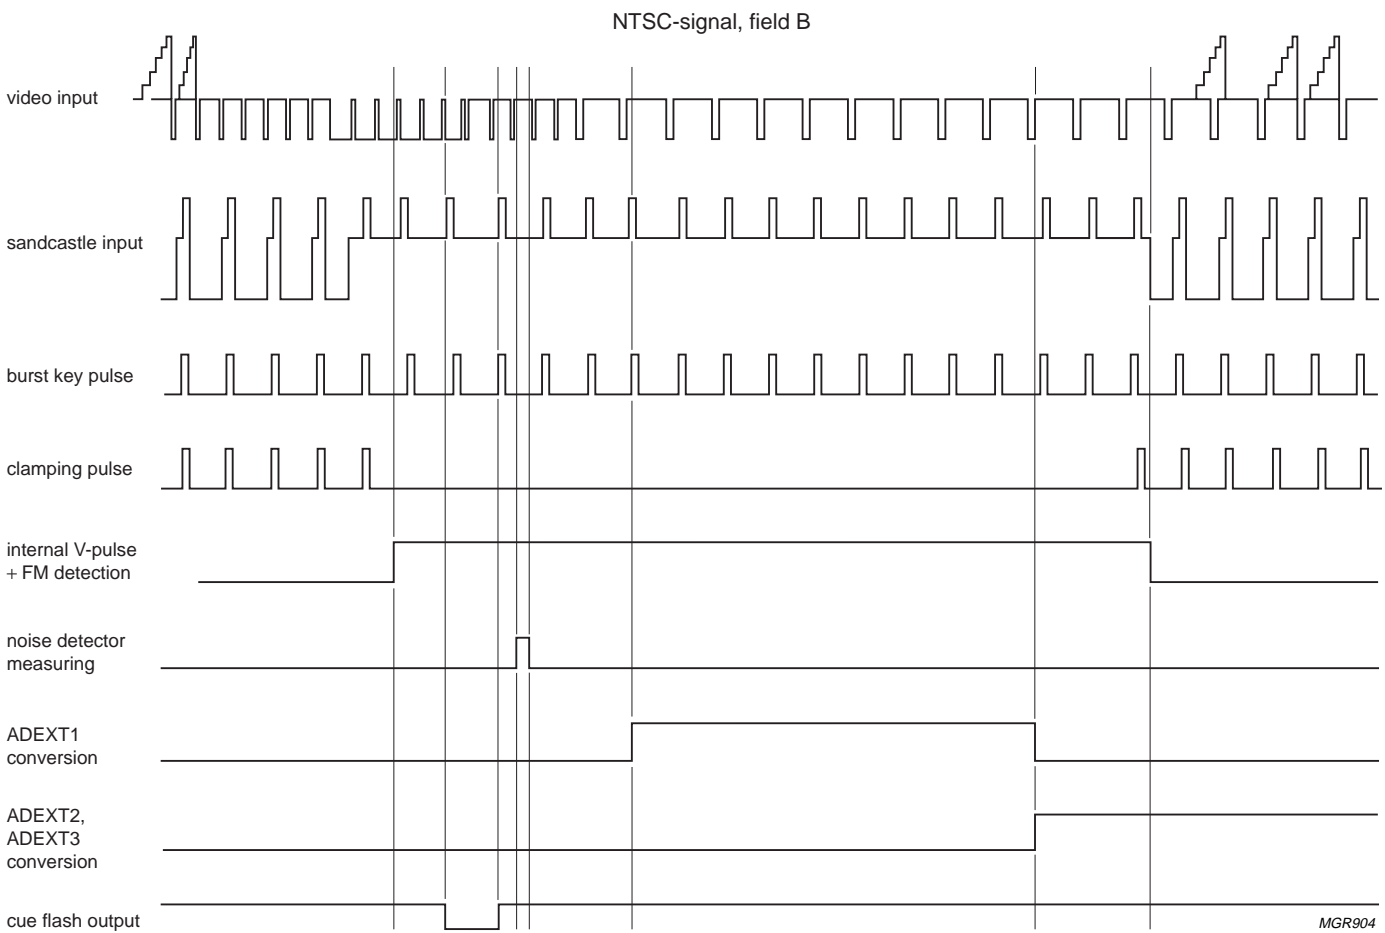 NTSC-signal, field B
video input
sandcastle input
burst key pulse
clamping pulse
internal V-pulse
+ FM detection
noise detector
measuring
ADEXT1
conversion
ADEXT2,
ADEXT3
conversion
cue flash output
MGR904